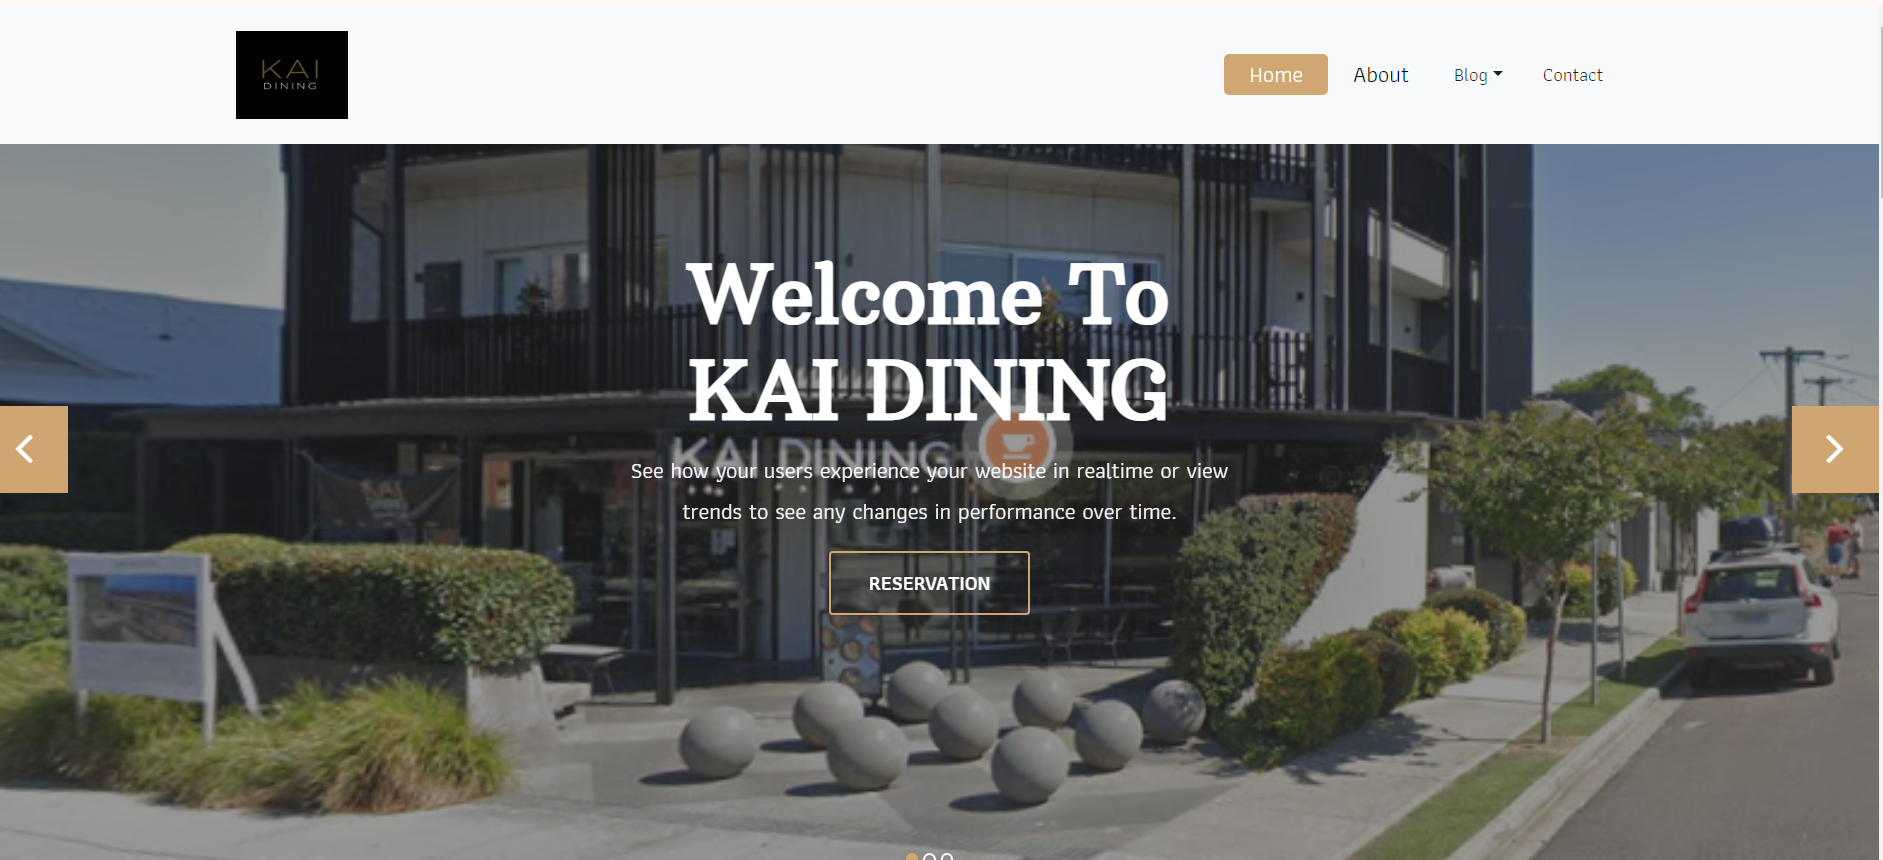 KAI
DINING
Home
About
Blog
Contact
Welcome To
KAI DINING
KAI DINING
See how your users experience your website in realtime or view
trends to see any changes in performance over time.
KAI
RESERVATION